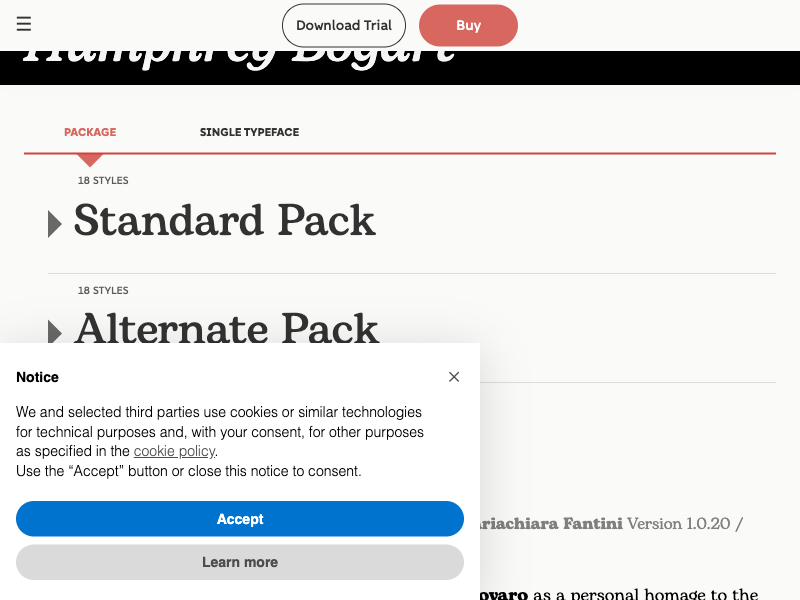 ☰
Download Trial
Buy
Humphrey Bogart
PACKAGE
SINGLE TYPEFACE
18 STYLES
Standard Pack
18 STYLES
Alternate Pack
Notice
×
We and selected third parties use cookies or similar technologies
for technical purposes and, with your consent, for other purposes
as specified in the cookie policy.
Use the “Accept” button or close this notice to consent.
Accept
Learn more
Fantini Version 1.0.20 /
as a personal homage to the